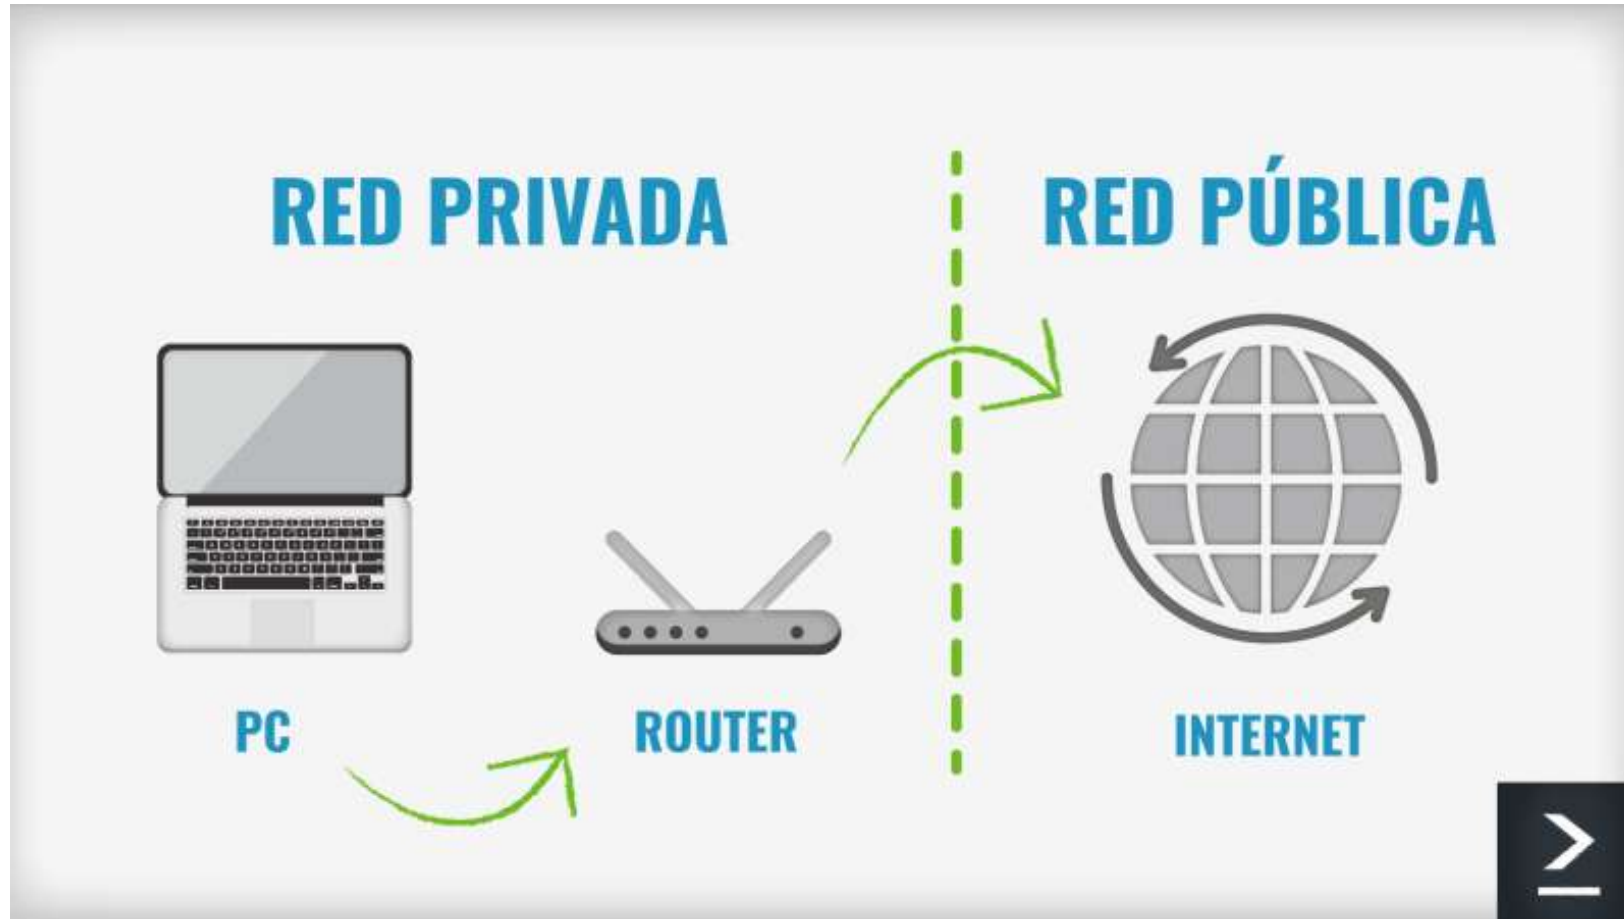 RED PRIVADA
RED PÚBLICA
PC
ROUTER
INTERNET